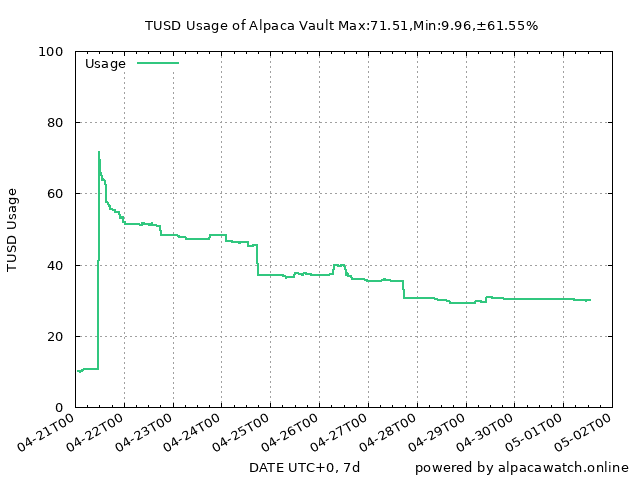 TUSD Usage of Alpaca Vault Max:71.51,Min:9.96,±61.55%
100
Usage
80
60
TUSD Usage
40
20
0
04-21T00
04-22T00
04-23T00
04-24T00
04-25T00
04-26T00
04-27T00
04-28T00
04-29T00
04-30T00
05-01T00
05-02T00
DATE UTC+0, 7d
powered by alpacawatch.online